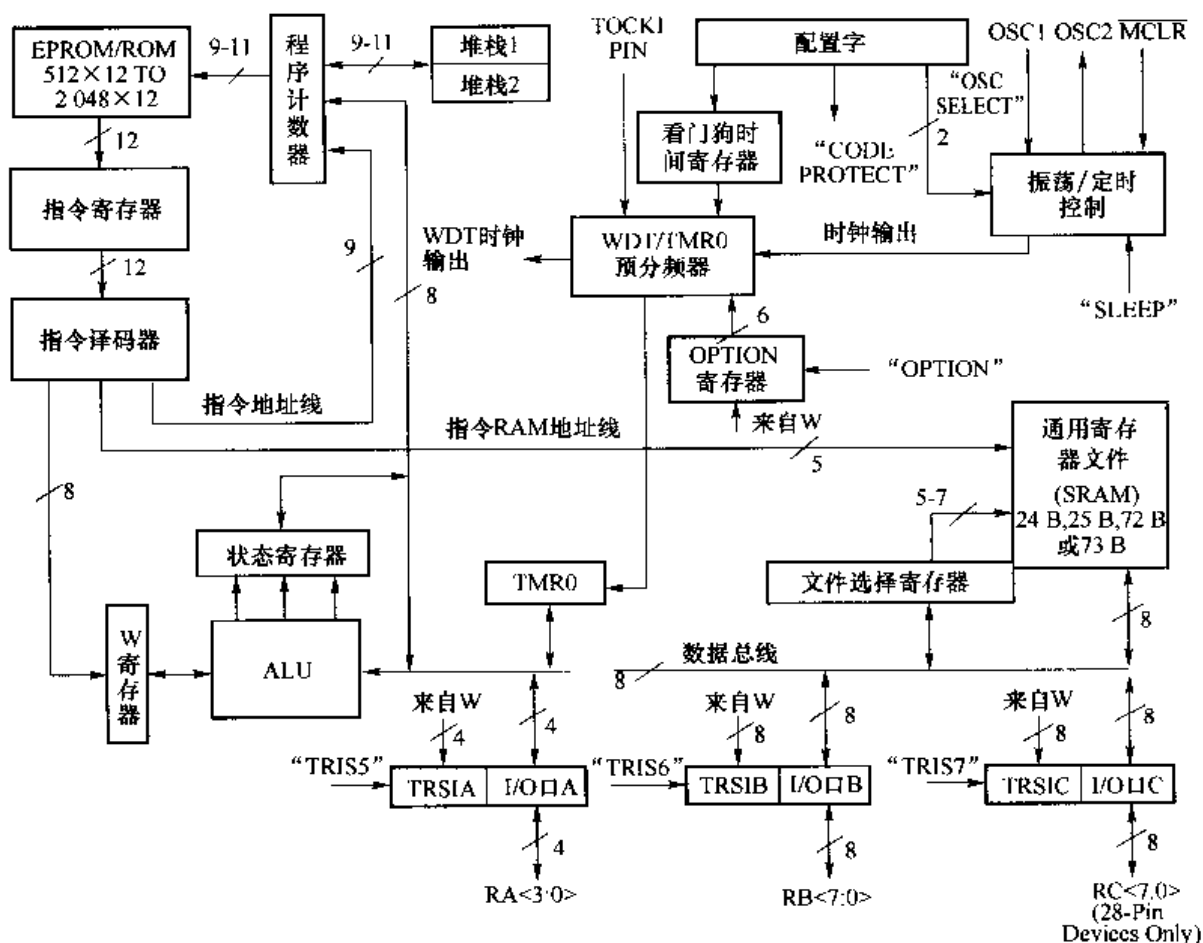 EPROM/ROM
512×12 TO
2 048×12
9-11
程序计数器
9-11
堆栈1
堆栈2
TOCKI
PIN
配置字
OSC1 OSC2 MCLR
“OSC
SELECT”
2
看门狗时
间寄存器
“CODE
PROTECT”
振荡/定时
控制
12
指令寄存器
12
指令译码器
9
8
WDT时钟
输出
WDT/TMR0
预分频器
时钟输出
“SLEEP”
6
OPTION
寄存器
“OPTION”
来自W
指令地址线
指令RAM地址线
5
通用寄存
器文件
(SRAM)
24 B,25 B,72 B
或73 B
8
5-7
状态寄存器
TMR0
文件选择寄存器
8
W寄存器
ALU
数据总线
8
来自W
4
4
来自W
8
8
来自W
8
8
“TRIS5”
TRSIA
I/O口A
“TRIS6”
TRSIB
I/O口B
“TRIS7”
TRSIC
I/O口C
4
8
8
RA<3:0>
RB<7:0>
RC<7,0>
(28-Pin
Devices Only)